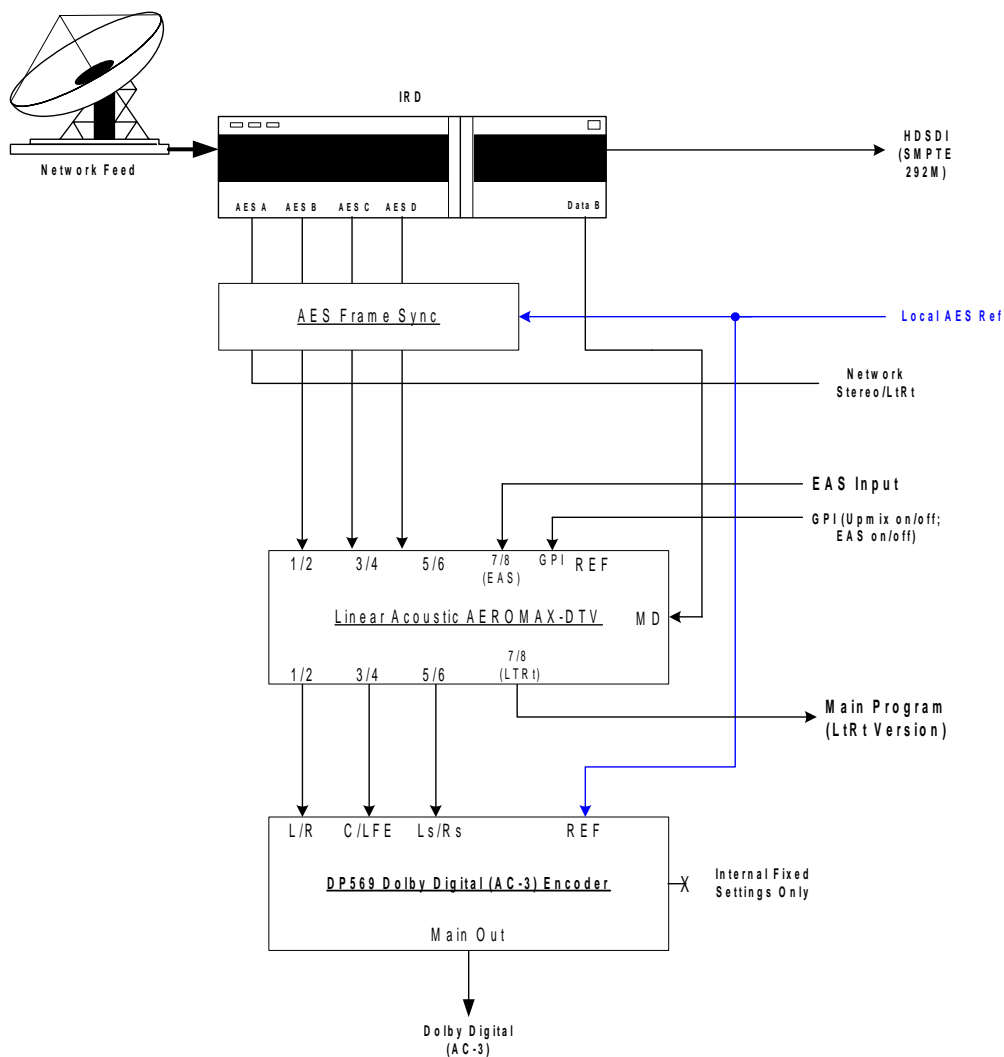 IRD
Network Feed
HDSDI
(SMPTE
292M)
AES A AES B AES C AES D Data B
AES Frame Sync
Local AES Ref
Network
Stereo/LtRt
EAS Input
GPI (Upmix on/off;
EAS on/off)
1/2 3/4 5/6 7/8 GPI REF
(EAS)
Linear Acoustic AEROMAX-DTV MD
1/2 3/4 5/6 7/8
(LTRt)
Main Program
(LtRt Version)
L/R C/LFE Ls/Rs REF
DP569 Dolby Digital (AC-3) Encoder
Internal Fixed
Settings Only
Main Out
Dolby Digital
(AC-3)